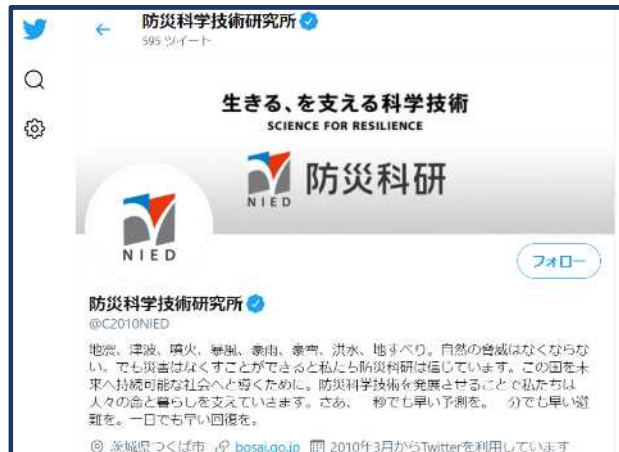 防災科学技術研究所
595 ツイート
生きる、を支える科学技術
SCIENCE FOR RESILIENCE
NIED 防災科研
NIED
フォロー
防災科学技術研究所
@C2010NIED
地震、津波、噴火、暴風、豪雨、豪雪、洪水、地すべり。自然の脅威はなくならな
い。でも災害はなくすことができると私たち防災科研は信じています。この国を未
来へ持続可能な社会へと導くために。防災科学技術を発展させることで私たちは
人々の命と暮らしを支えていきます。さあ、一秒でも早い予測を。一分でも早い避
難を。一日でも早い回復を。
茨城県つくば市 bosai.go.jp 2010年3月からTwitterを利用しています